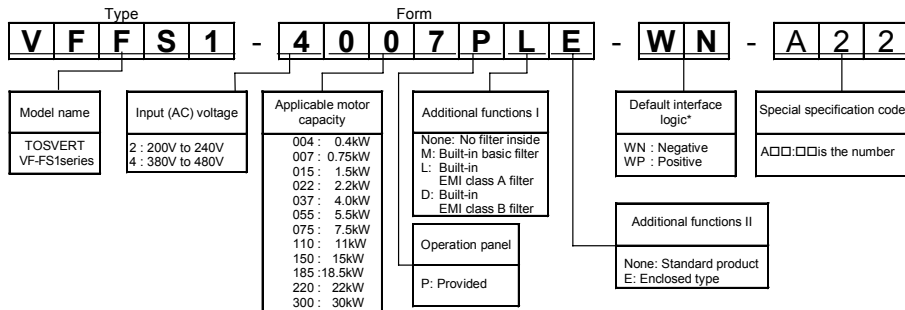 Type
Form
V F F S 1 - 4 0 0 7 P L E - W N - A 2 2
Model name
TOSVERT
VF-FS1series
Input (AC) voltage
2 : 200V to 240V
4 : 380V to 480V
Applicable motor
capacity
004 : 0.4kW
007 : 0.75kW
015 : 1.5kW
022 : 2.2kW
037 : 4.0kW
055 : 5.5kW
075 : 7.5kW
110 : 11kW
150 : 15kW
185 :18.5kW
220 : 22kW
300 : 30kW
Additional functions I
None: No filter inside
M: Built-in basic filter
L: Built-in
EMI class A filter
D: Built-in
EMI class B filter
Operation panel
P: Provided
Default interface
logic*
WN : Negative
WP : Positive
Additional functions II
None: Standard product
E: Enclosed type
Special specification code
A□□:□□is the number